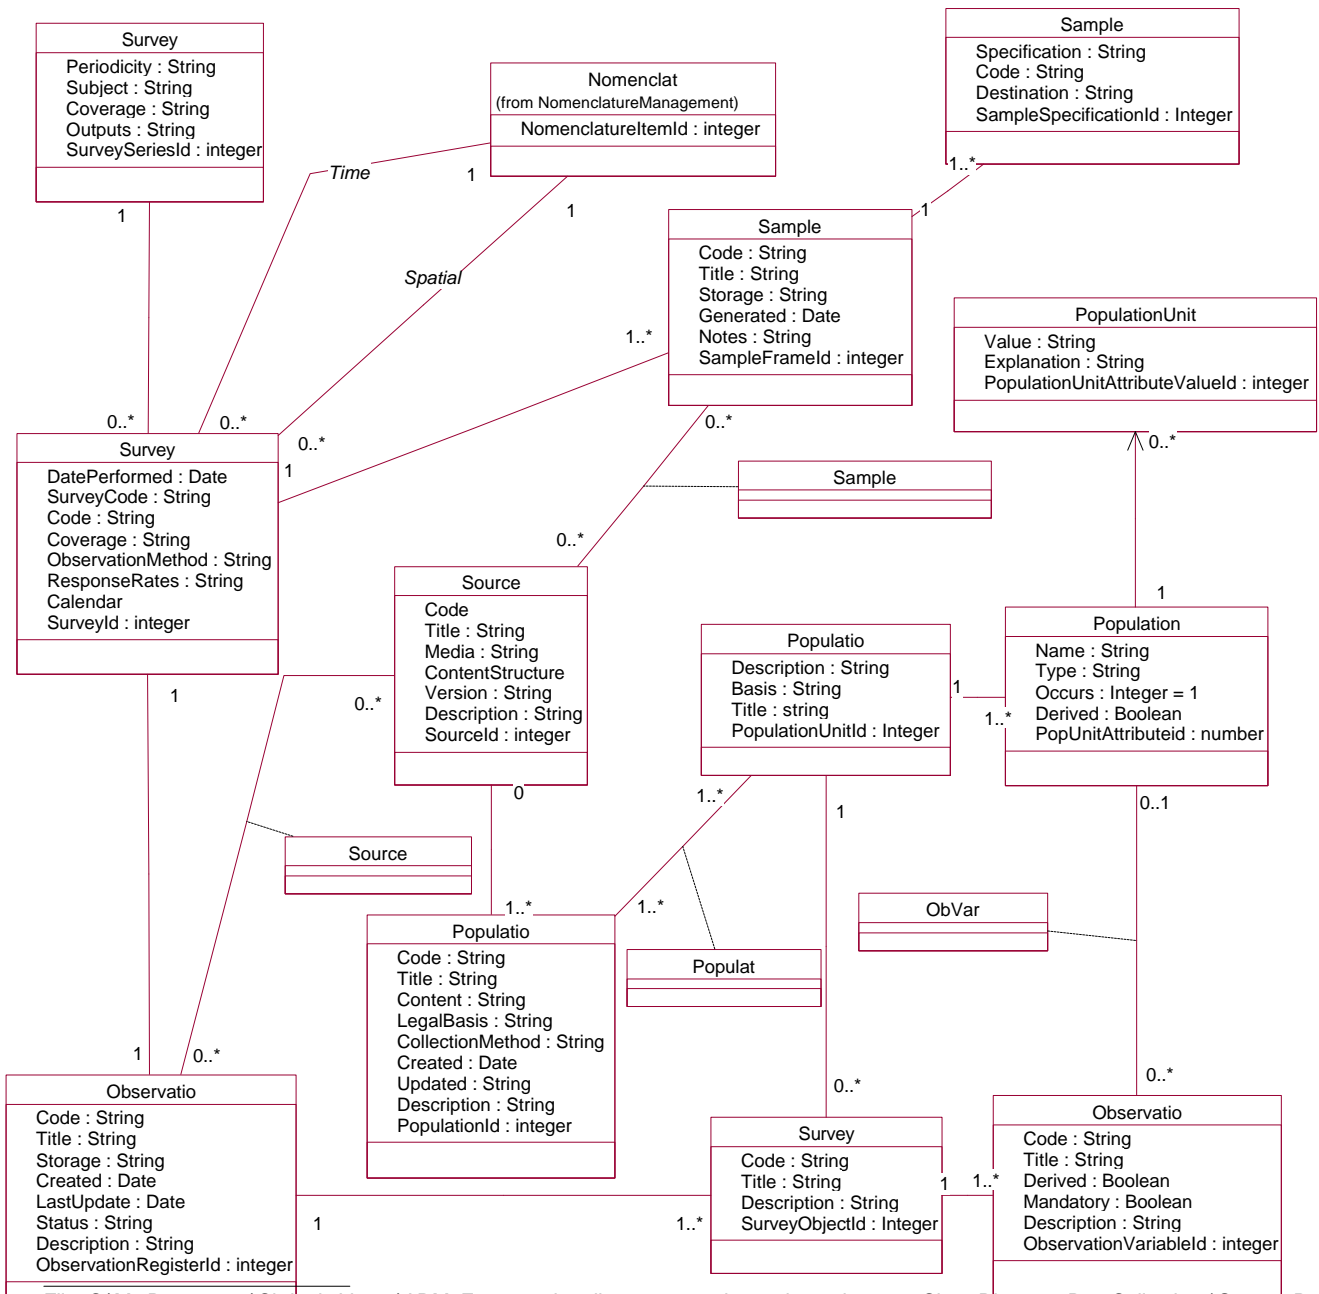 Survey
Periodicity : String
Subject : String
Coverage : String
Outputs : String
SurveySeriesId : integer
1
Nomenclat
(from NomenclatureManagement)
NomenclatureItemId : integer
Time
1
1
Spatial
Sample
Specification : String
Code : String
Destination : String
SampleSpecificationId : Integer
1..*
1
Sample
Code : String
Title : String
Storage : String
Generated : Date
Notes : String
SampleFrameId : integer
1..*
0..*
PopulationUnit
Value : String
Explanation : String
PopulationUnitAttributeValueId : integer
0..*
0..*
0..*
0..*
1
Survey
DatePerformed : Date
SurveyCode : String
Code : String
Coverage : String
ObservationMethod : String
ResponseRates : String
Calendar
SurveyId : integer
1
Sample
0..*
Source
Code
Title : String
Media : String
ContentStructure
Version : String
Description : String
SourceId : integer
0..*
0
1
Population
Name : String
Type : String
Occurs : Integer = 1
Derived : Boolean
PopUnitAttributeid : number
0..1
Populatio
Description : String
Basis : String
Title : string
PopulationUnitId : Integer
1
1..*
1..*
1
Source
ObVar
Populat
1..*
1..*
Populatio
Code : String
Title : String
Content : String
LegalBasis : String
CollectionMethod : String
Created : Date
Updated : String
Description : String
PopulationId : integer
1
0..*
Observatio
Code : String
Title : String
Storage : String
Created : Date
LastUpdate : Date
Status : String
Description : String
ObservationRegisterId : integer
1
1..*
0..*
Survey
Code : String
Title : String
Description : String
SurveyObjectId : Integer
1
1..*
0..*
Observatio
Code : String
Title : String
Derived : Boolean
Mandatory : Boolean
Description : String
ObservationVariableId : integer